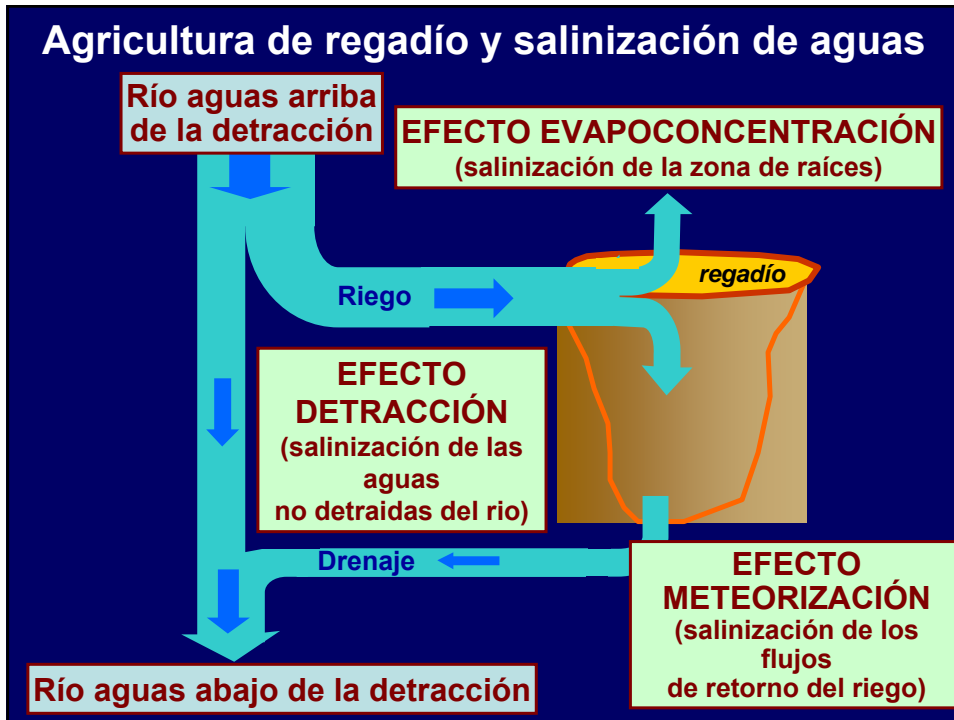 Agricultura de regadío y salinización de aguas
Río aguas arriba
de la detracción
EFECTO EVAPOCONCENTRACIÓN
(salinización de la zona de raíces)
regadío
Riego
EFECTO
DETRACCIÓN
(salinización de las
aguas
no detraidas del rio)
Drenaje
EFECTO
METEORIZACIÓN
(salinización de los
flujos
de retorno del riego)
Río aguas abajo de la detracción